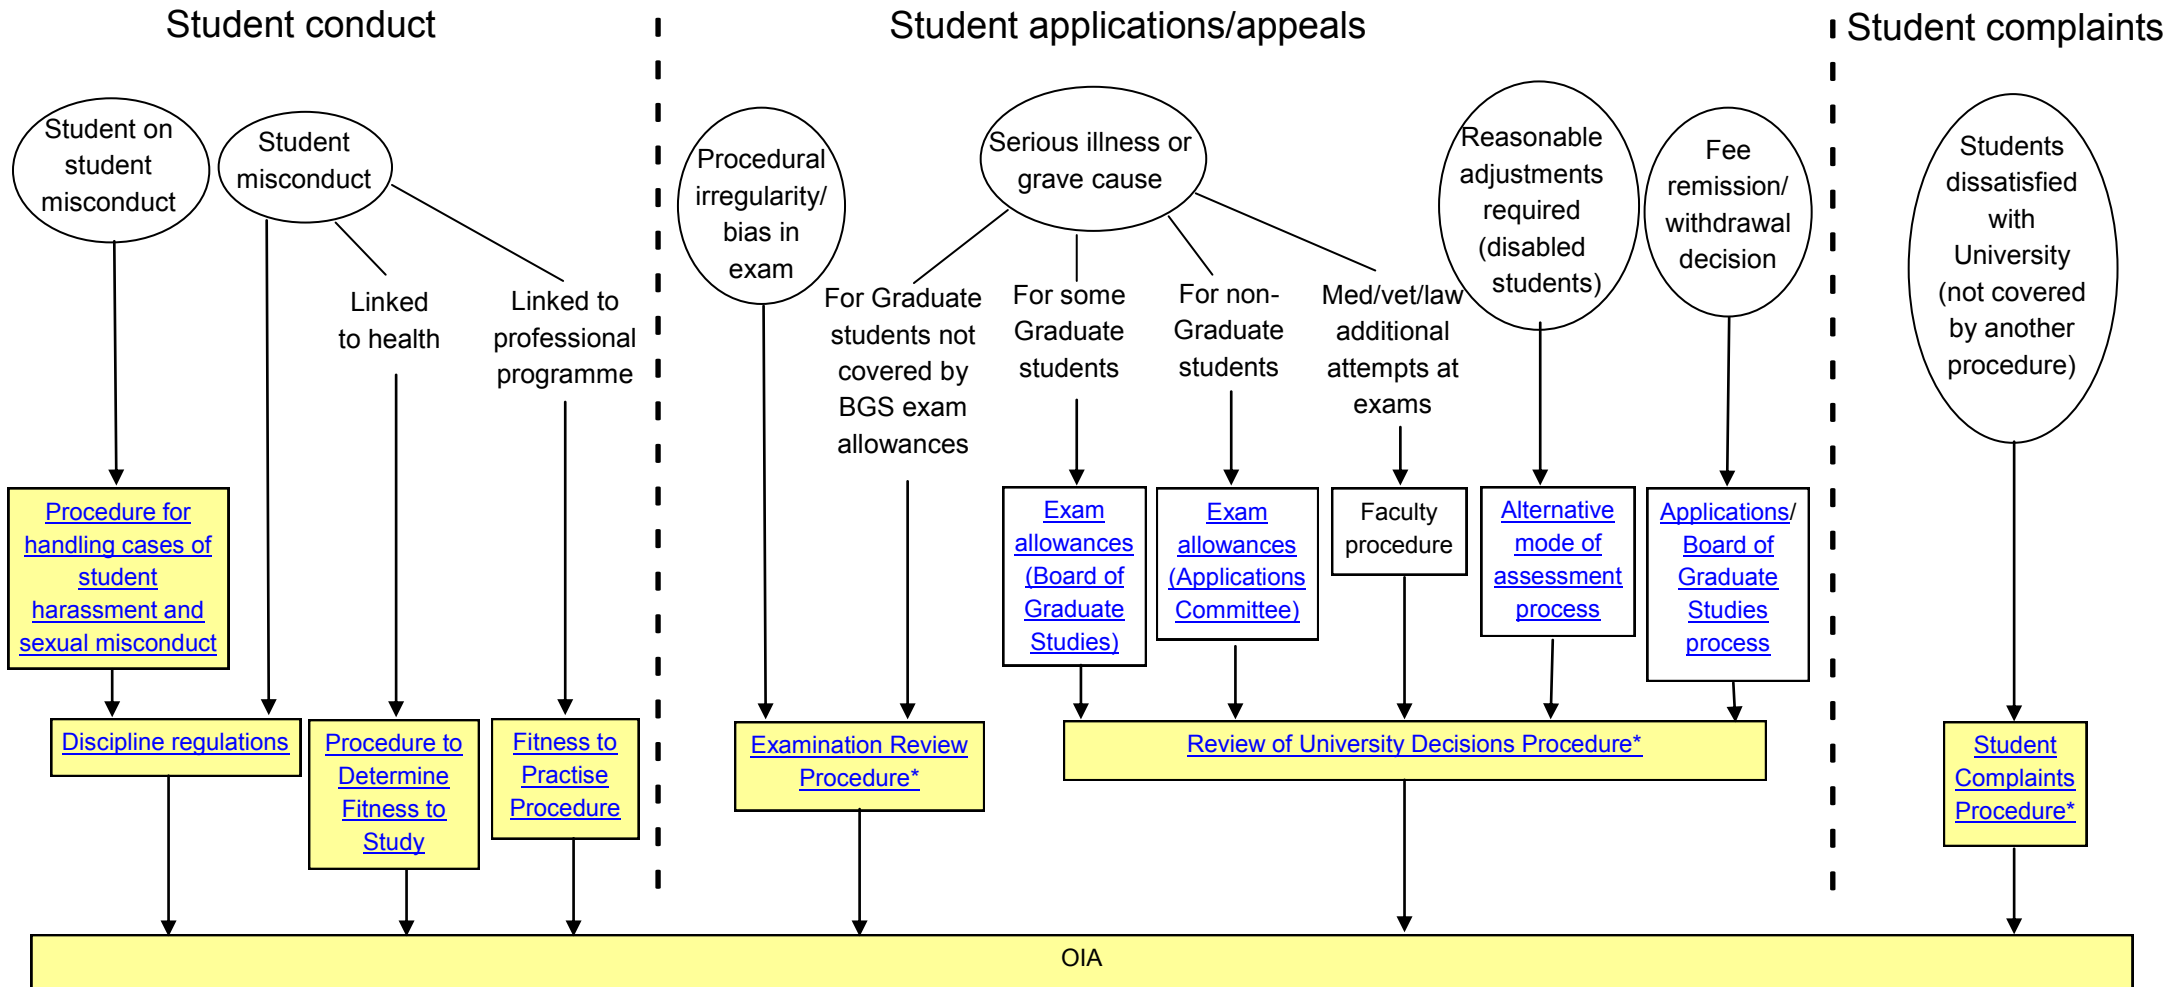 Student conduct
Student applications/appeals
Student complaints
Student on
student
misconduct
Student
misconduct
Linked
to health
Linked to
professional
programme
Procedural
irregularity/
bias in
exam
Serious illness or
grave cause
For Graduate
students not
covered by
BGS exam
allowances
For some
Graduate
students
For non-
Graduate
students
Med/vet/law
additional
attempts at
exams
Reasonable
adjustments
required
(disabled
students)
Fee
remission/
withdrawal
decision
Students
dissatisfied
with
University
(not covered
by another
procedure)
Procedure for
handling cases of
student
harassment and
sexual misconduct
Exam
allowances
(Board of
Graduate
Studies)
Exam
allowances
(Applications
Committee)
Faculty
procedure
Alternative
mode of
assessment
process
Applications/
Board of
Graduate
Studies
process
Discipline regulations
Procedure to
Determine
Fitness to
Study
Fitness to
Practise
Procedure
Examination Review
Procedure*
Review of University Decisions Procedure*
Student
Complaints
Procedure*
OIA